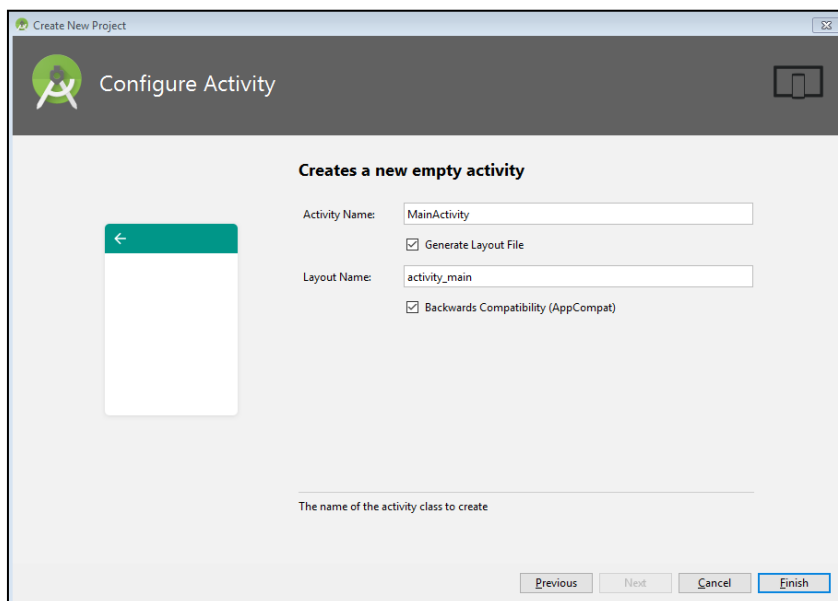 Create New Project
Configure Activity
Creates a new empty activity
Activity Name: MainActivity
Generate Layout File
Layout Name: activity_main
Backwards Compatibility (AppCompat)
The name of the activity class to create
Previous Next Cancel Finish